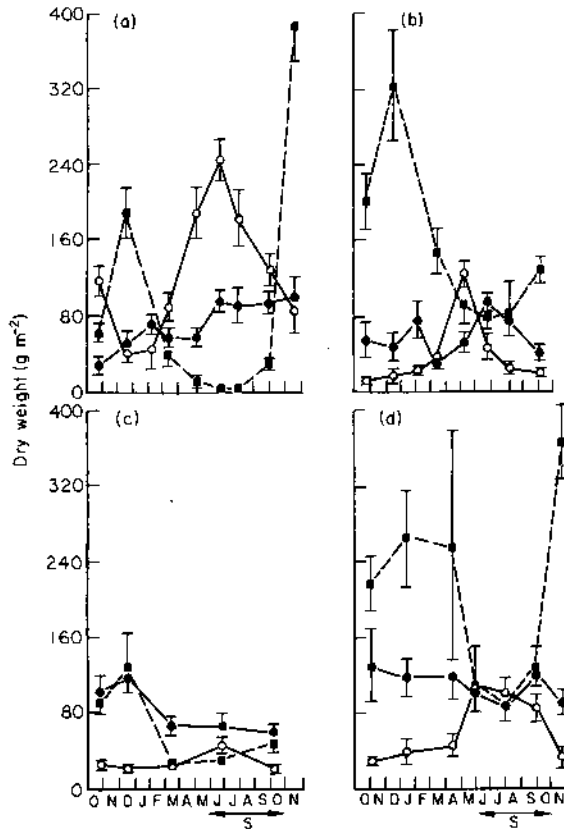 (a)
(b)
400
320
240
160
80
0
(c)
(d)
400
320
240
160
80
0
Dry weight (g m⁻²)
O N D J F M A M J J A S O N
O N D J F M A M J J A S O N
S
S